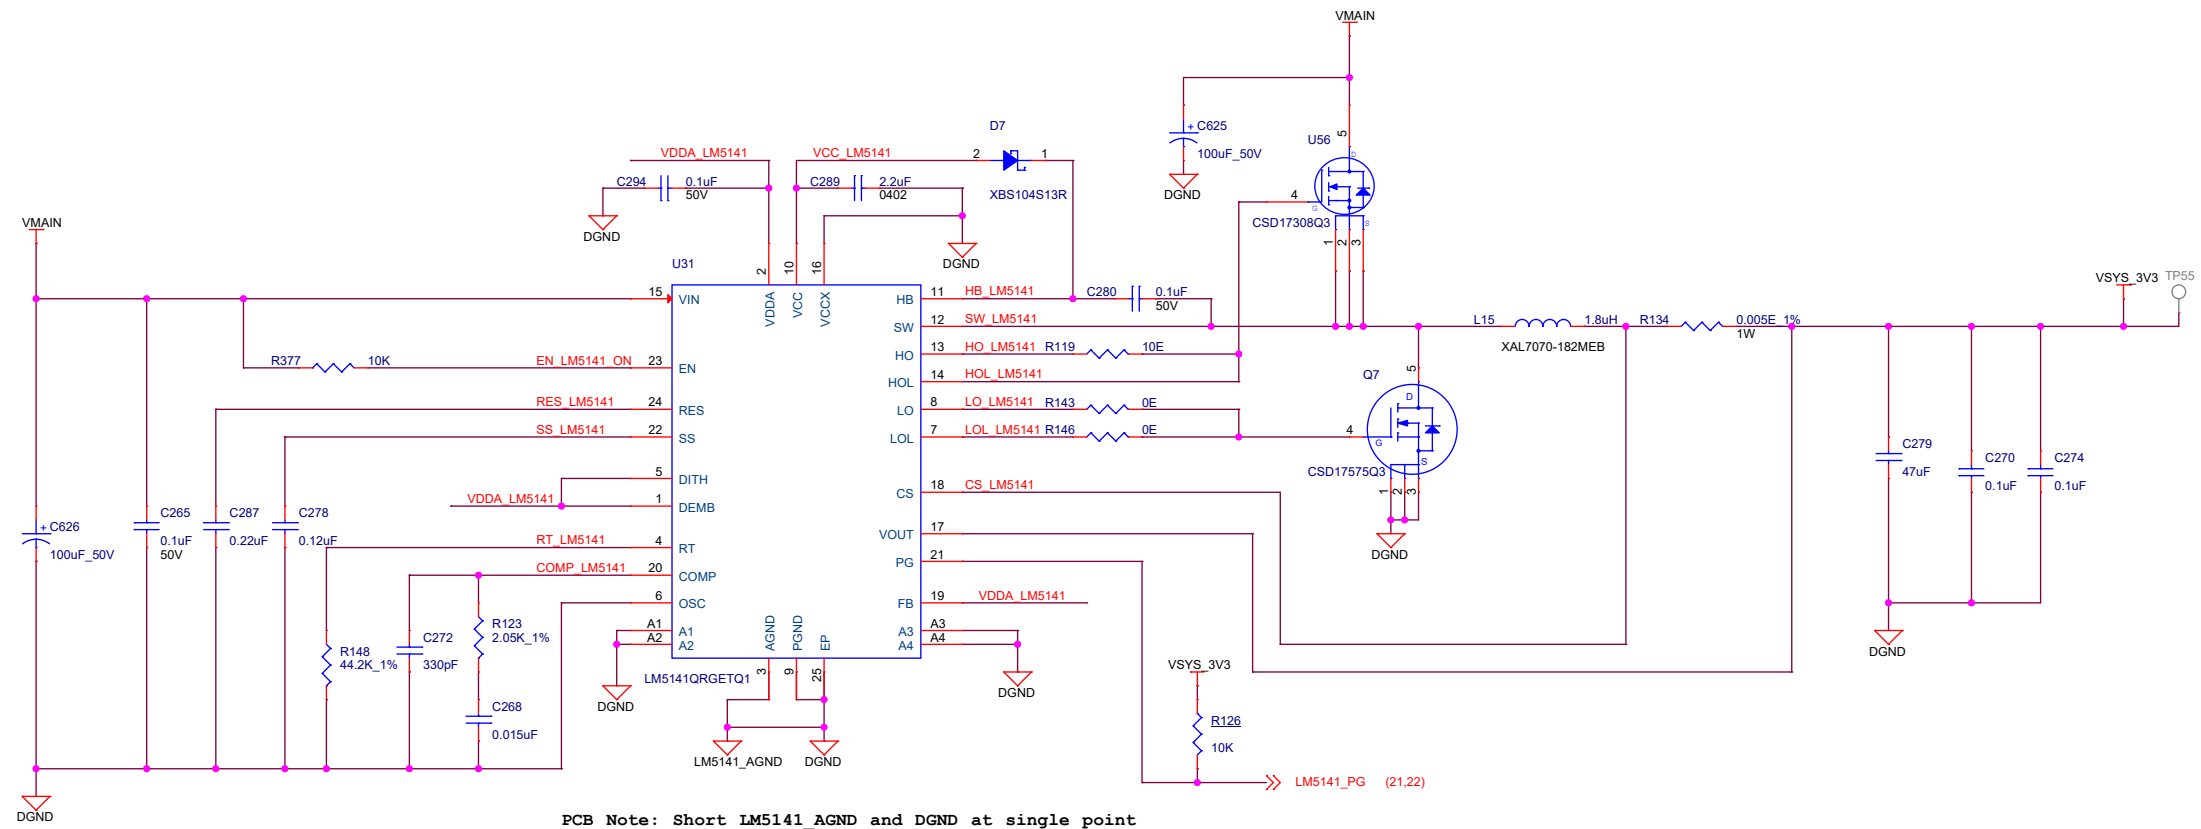 VMAIN
C625
100uF_50V
DGND
U56
5
D
4
G
S
CSD17308Q3
1
2
3
D7
2
1
XBS104S13R
VDDA_LM5141
VCC_LM5141
C294
0.1uF
50V
DGND
C289
2.2uF
0402
DGND
VMAIN
U31
2
10
16
VDDA
VCC
VCCX
15
VIN
R377
10K
EN_LM5141_ON
23
EN
RES_LM5141
24
RES
SS_LM5141
22
SS
5
DITH
VDDA_LM5141
1
DEMB
RT_LM5141
4
RT
COMP_LM5141
20
COMP
6
OSC
A1
A1
A2
A2
DGND
C626
100uF_50V
C265
0.1uF
50V
C287
0.22uF
C278
0.12uF
R148
44.2K_1%
C272
330pF
R123
2.05K_1%
C268
0.015uF
DGND
HB
11
HB_LM5141
C280
0.1uF
50V
SW
12
SW_LM5141
HO
13
HO_LM5141
R119
10E
HOL
14
HOL_LM5141
LO
8
LO_LM5141
R143
0E
LOL
7
LOL_LM5141
R146
0E
CS
18
CS_LM5141
VOUT
17
PG
21
FB
19
VDDA_LM5141
A3
A3
A4
A4
DGND
AGND
PGND
EP
3
9
25
LM5141QRGETQ1
LM5141_AGND
DGND
L15
1.8uH
XAL7070-182MEB
R134
0.005E_1%
1W
VSYS_3V3
TP55
Q7
5
D
4
G
S
CSD17575Q3
1
2
3
DGND
C279
47uF
C270
0.1uF
C274
0.1uF
DGND
VSYS_3V3
R126
10K
LM5141_PG
(21,22)
PCB Note: Short LM5141_AGND and DGND at single point